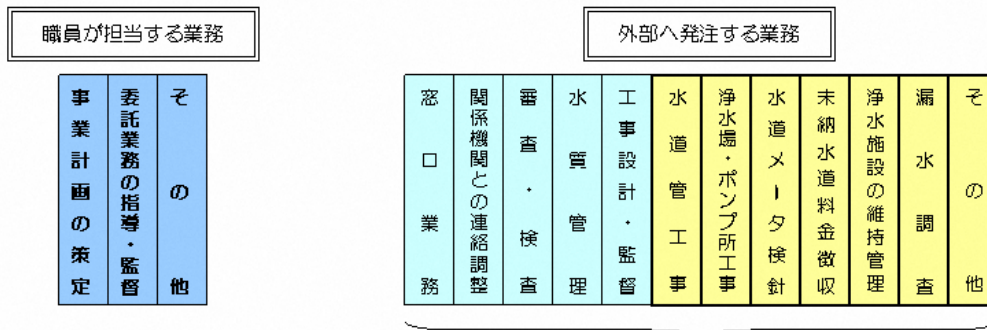 職員が担当する業務
外部へ発注する業務
事業計画の策定
委託業務の指導・監督
その他
窓口業務
関係機関との連絡調整
審査・検査
水質管理
工事設計・監督
水道管工事
浄水場・ポンプ所工事
水道メータ検針
未納水道料金徴収
浄水施設の維持管理
漏水調査
その他